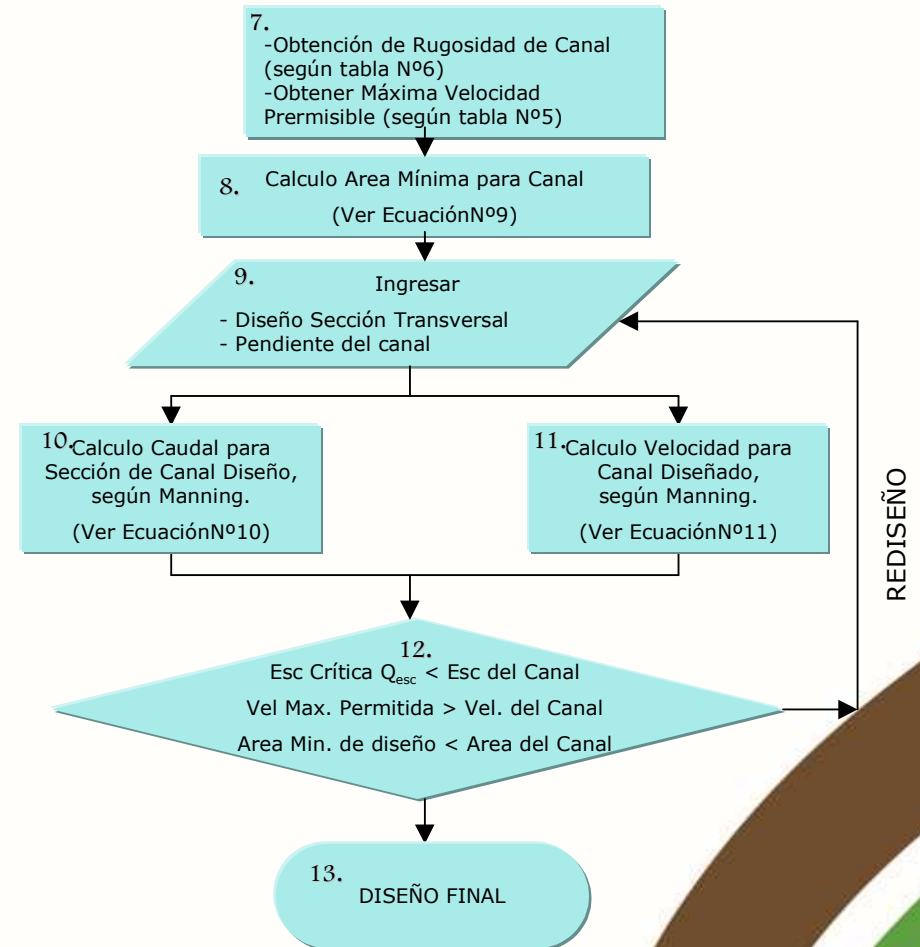 7.
-Obtención de Rugosidad de Canal
(según tabla Nº6)
-Obtener Máxima Velocidad
Prermisible (según tabla Nº5)
8. Calculo Area Mínima para Canal
(Ver EcuaciónNº9)
9. Ingresar
- Diseño Sección Transversal
- Pendiente del canal
10. Calculo Caudal para
Sección de Canal Diseño,
según Manning.
(Ver EcuaciónNº10)
11. Calculo Velocidad para
Canal Diseñado,
según Manning.
(Ver EcuaciónNº11)
REDISEÑO
12.
Esc Crítica Qesc < Esc del Canal
Vel Max. Permitida > Vel. del Canal
Area Min. de diseño < Area del Canal
13.
DISEÑO FINAL